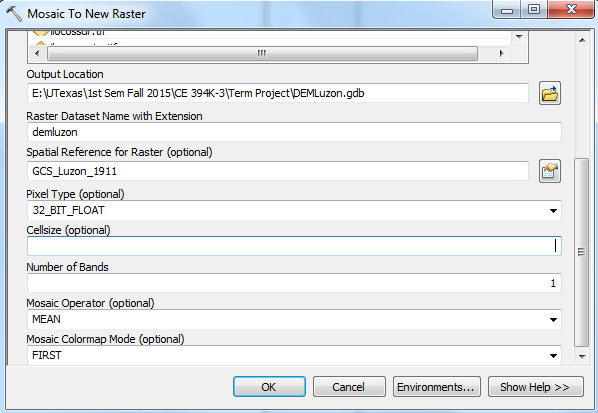 Mosaic To New Raster
Output Location
E:\UTexas\1st Sem Fall 2015\CE 394K-3\Term Project\DEMLuzon.gdb
Raster Dataset Name with Extension
demluzon
Spatial Reference for Raster (optional)
GCS_Luzon_1911
Pixel Type (optional)
32_BIT_FLOAT
Cellsize (optional)
Number of Bands
1
Mosaic Operator (optional)
MEAN
Mosaic Colormap Mode (optional)
FIRST
OK
Cancel
Environments...
Show Help >>